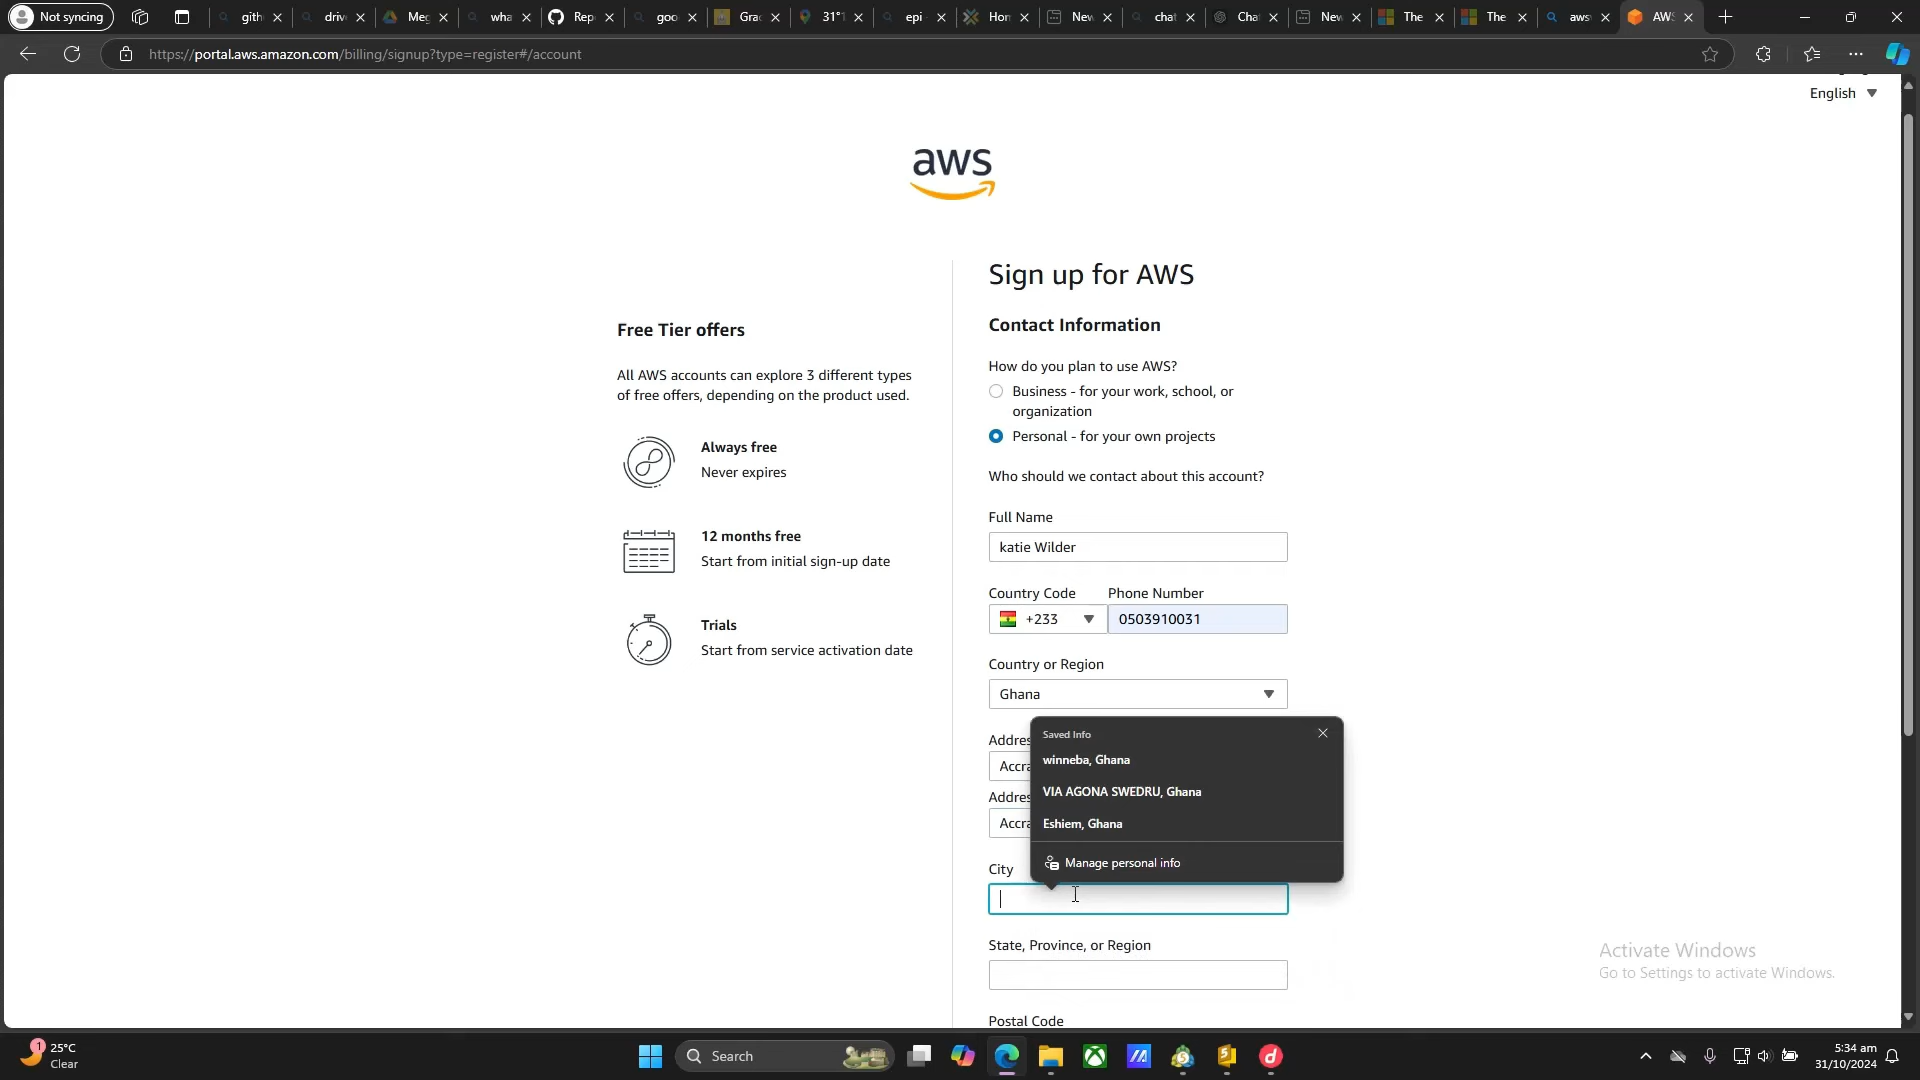 Not syncing
gith
driv
Meg
wha
Rep
goo
Grac
31°
epi
Hon
New
chat
Cha
New
The
The
aws
AWS
https://portal.aws.amazon.com/billing/signup?type=register#/account
English
aws
Sign up for AWS
Free Tier offers
All AWS accounts can explore 3 different types
of free offers, depending on the product used.
Always free
Never expires
12 months free
Start from initial sign-up date
Trials
Start from service activation date
Contact Information
How do you plan to use AWS?
Business - for your work, school, or
organization
Personal - for your own projects
Who should we contact about this account?
Full Name
katie Wilder
Country Code Phone Number
+233 0503910031
Country or Region
Ghana
Addres
Accra
Addres
Accra
Saved Info
winneba, Ghana
VIA AGONA SWEDRU, Ghana
Eshiem, Ghana
Manage personal info
City
State, Province, or Region
Postal Code
Activate Windows
Go to Settings to activate Windows.
1
25°C
Clear
Search
5:34 am
31/10/2024